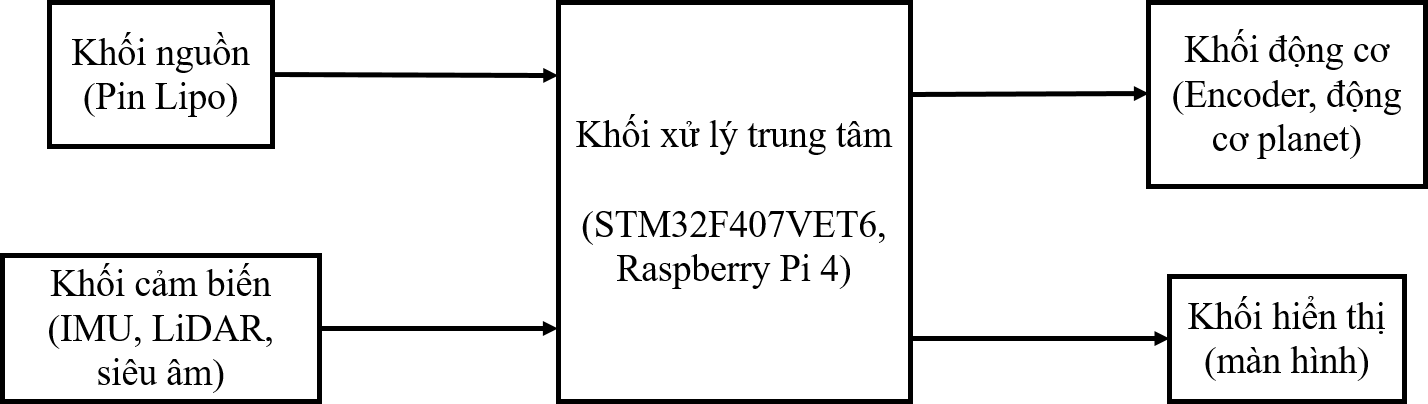 Khối nguồn
(Pin Lipo)
Khối cảm biến
(IMU, LiDAR,
siêu âm)
Khối xử lý trung tâm
(STM32F407VET6,
Raspberry Pi 4)
Khối động cơ
(Encoder, động
cơ planet)
Khối hiển thị
(màn hình)